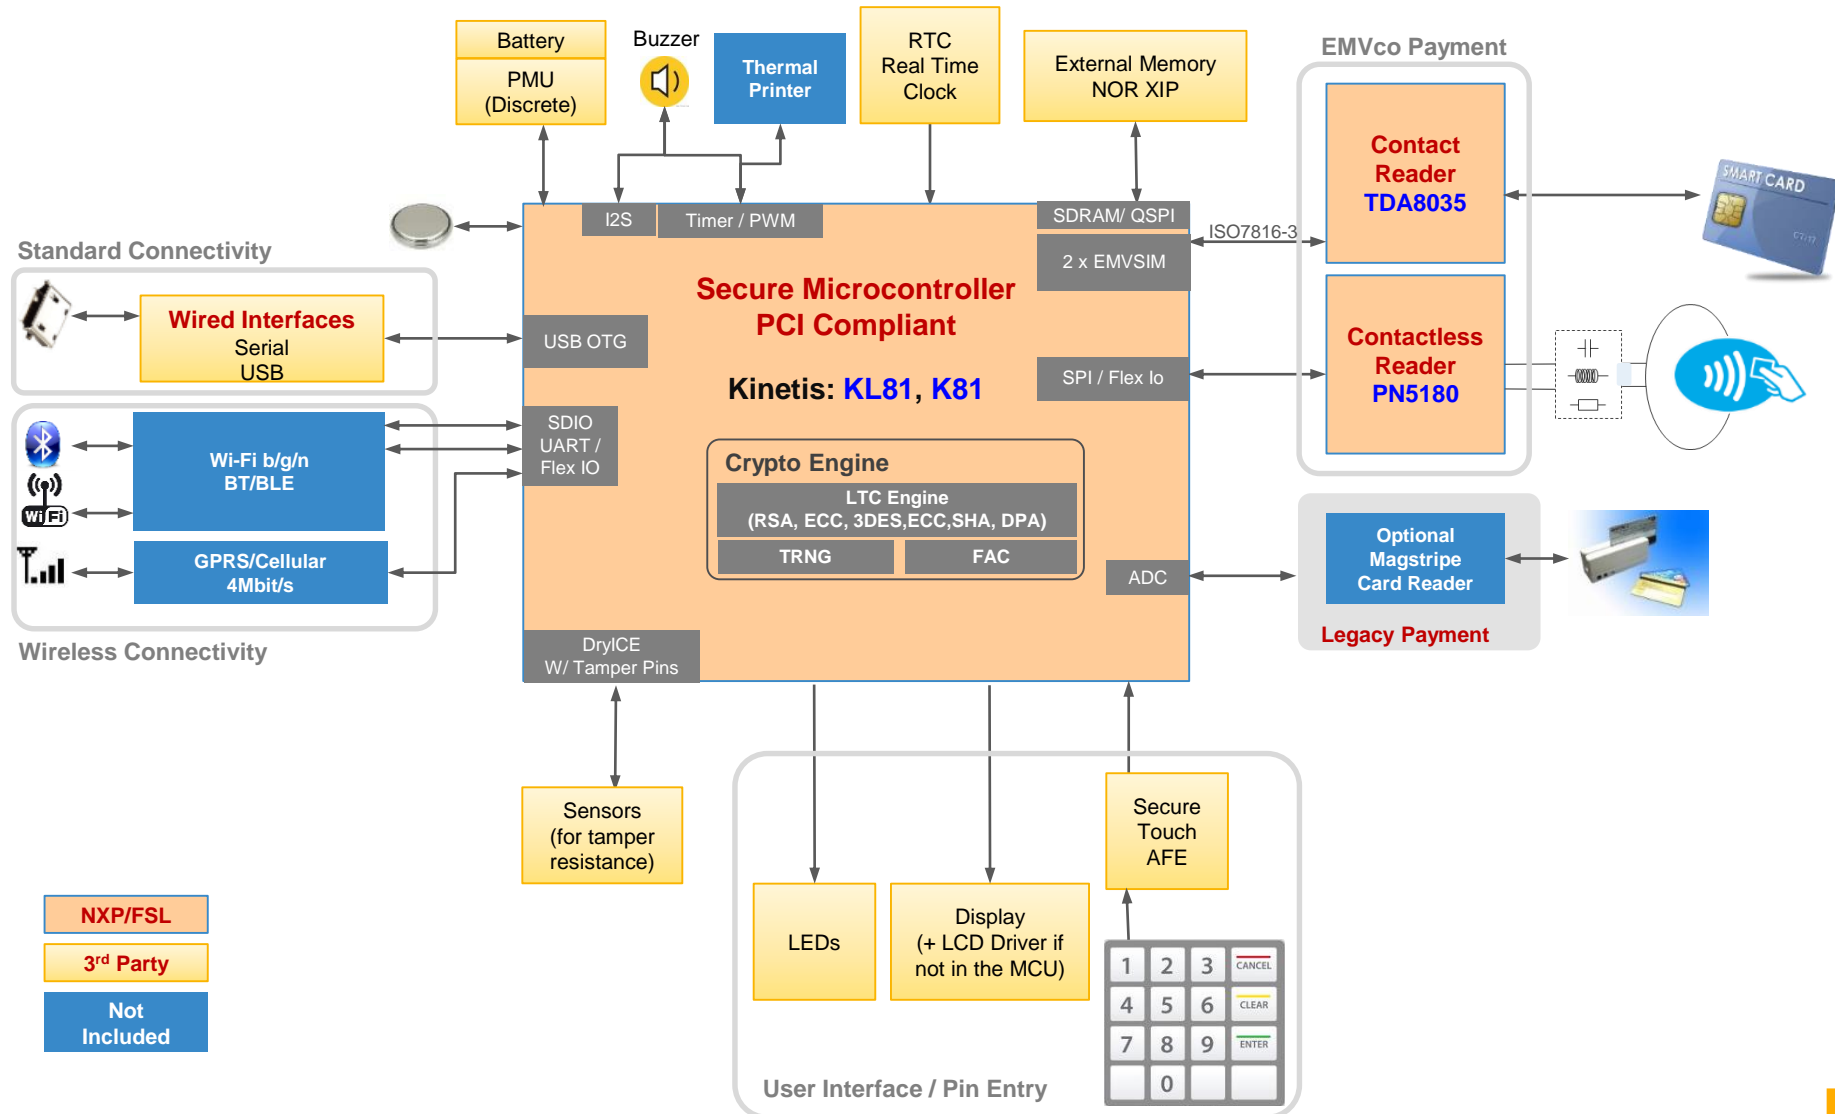 Battery
PMU
(Discrete)
Buzzer
Thermal
Printer
RTC
Real Time
Clock
External Memory
NOR XIP
EMVco Payment
Contact
Reader
TDA8035
SMART CARD
I2S
Timer / PWM
SDRAM/ QSPI
ISO7816-3
2 x EMVSIM
Standard Connectivity
Wired Interfaces
Serial
USB
USB OTG
Secure Microcontroller
PCI Compliant
Kinetis: KL81, K81
SPI / Flex Io
Contactless
Reader
PN5180
SDIO
UART /
Flex IO
Wi-Fi b/g/n
BT/BLE
WiFi
GPRS/Cellular
4Mbit/s
Wireless Connectivity
Crypto Engine
LTC Engine
(RSA, ECC, 3DES,ECC,SHA, DPA)
TRNG
FAC
ADC
Optional
Magstripe
Card Reader
Legacy Payment
DryICE
W/ Tamper Pins
Sensors
(for tamper
resistance)
Secure
Touch
AFE
LEDs
Display
(+ LCD Driver if
not in the MCU)
1 2 3 CANCEL
4 5 6 CLEAR
7 8 9 ENTER
0
User Interface / Pin Entry
NXP/FSL
3rd Party
Not
Included